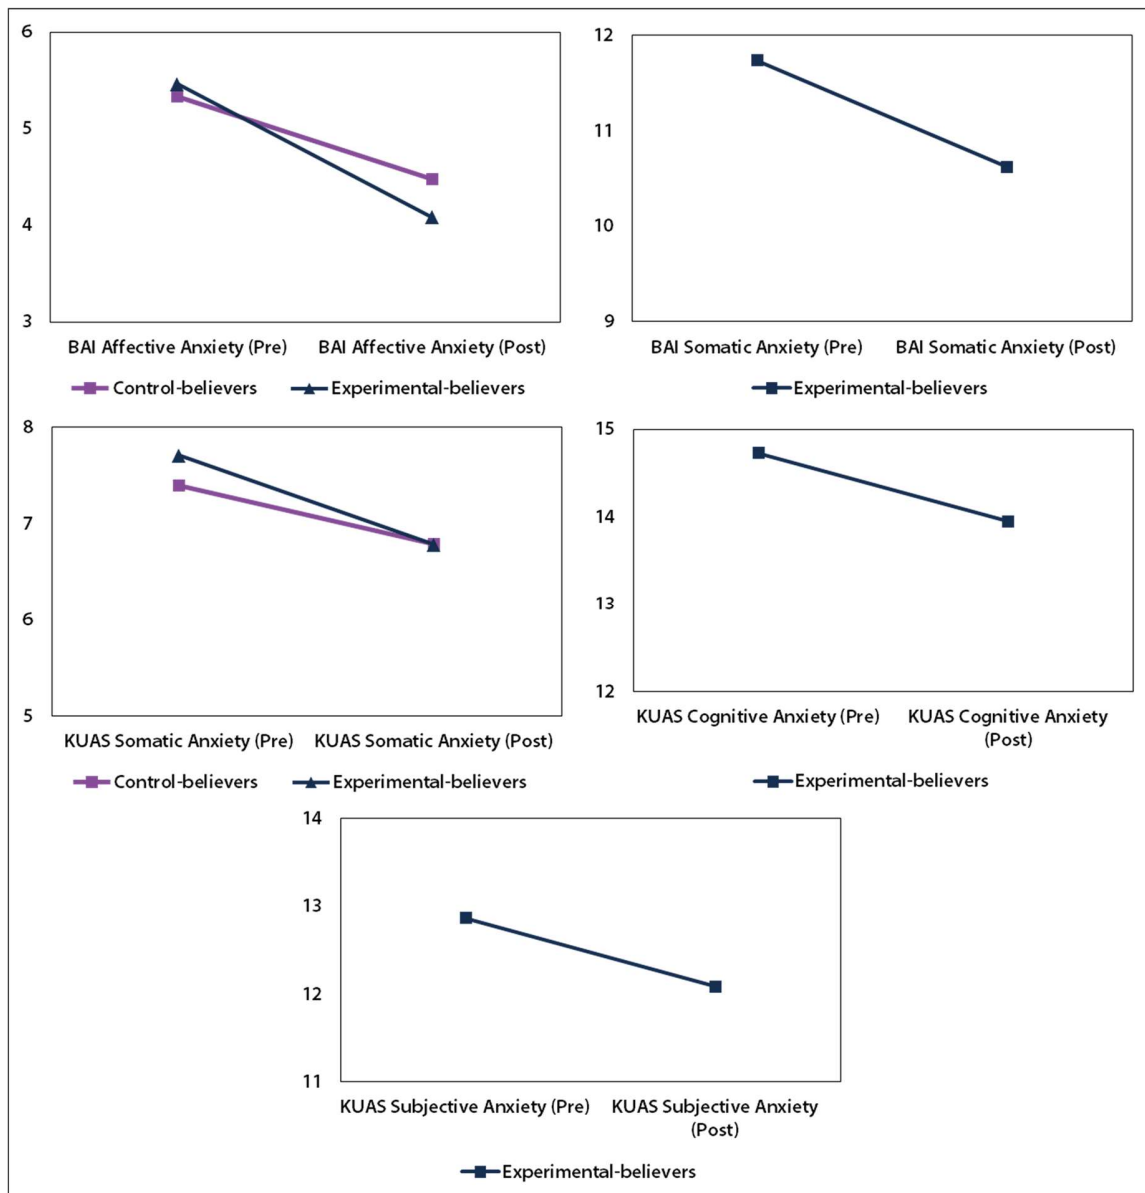 6
5
4
3
BAI Affective Anxiety (Pre) BAI Affective Anxiety (Post)
Control-believers Experimental-believers
12
11
10
9
BAI Somatic Anxiety (Pre) BAI Somatic Anxiety (Post)
Experimental-believers
8
7
6
5
KUAS Somatic Anxiety (Pre) KUAS Somatic Anxiety (Post)
Control-believers Experimental-believers
15
14
13
12
KUAS Cognitive Anxiety (Pre) KUAS Cognitive Anxiety
(Post)
Experimental-believers
14
13
12
11
KUAS Subjective Anxiety (Pre) KUAS Subjective Anxiety
(Post)
Experimental-believers